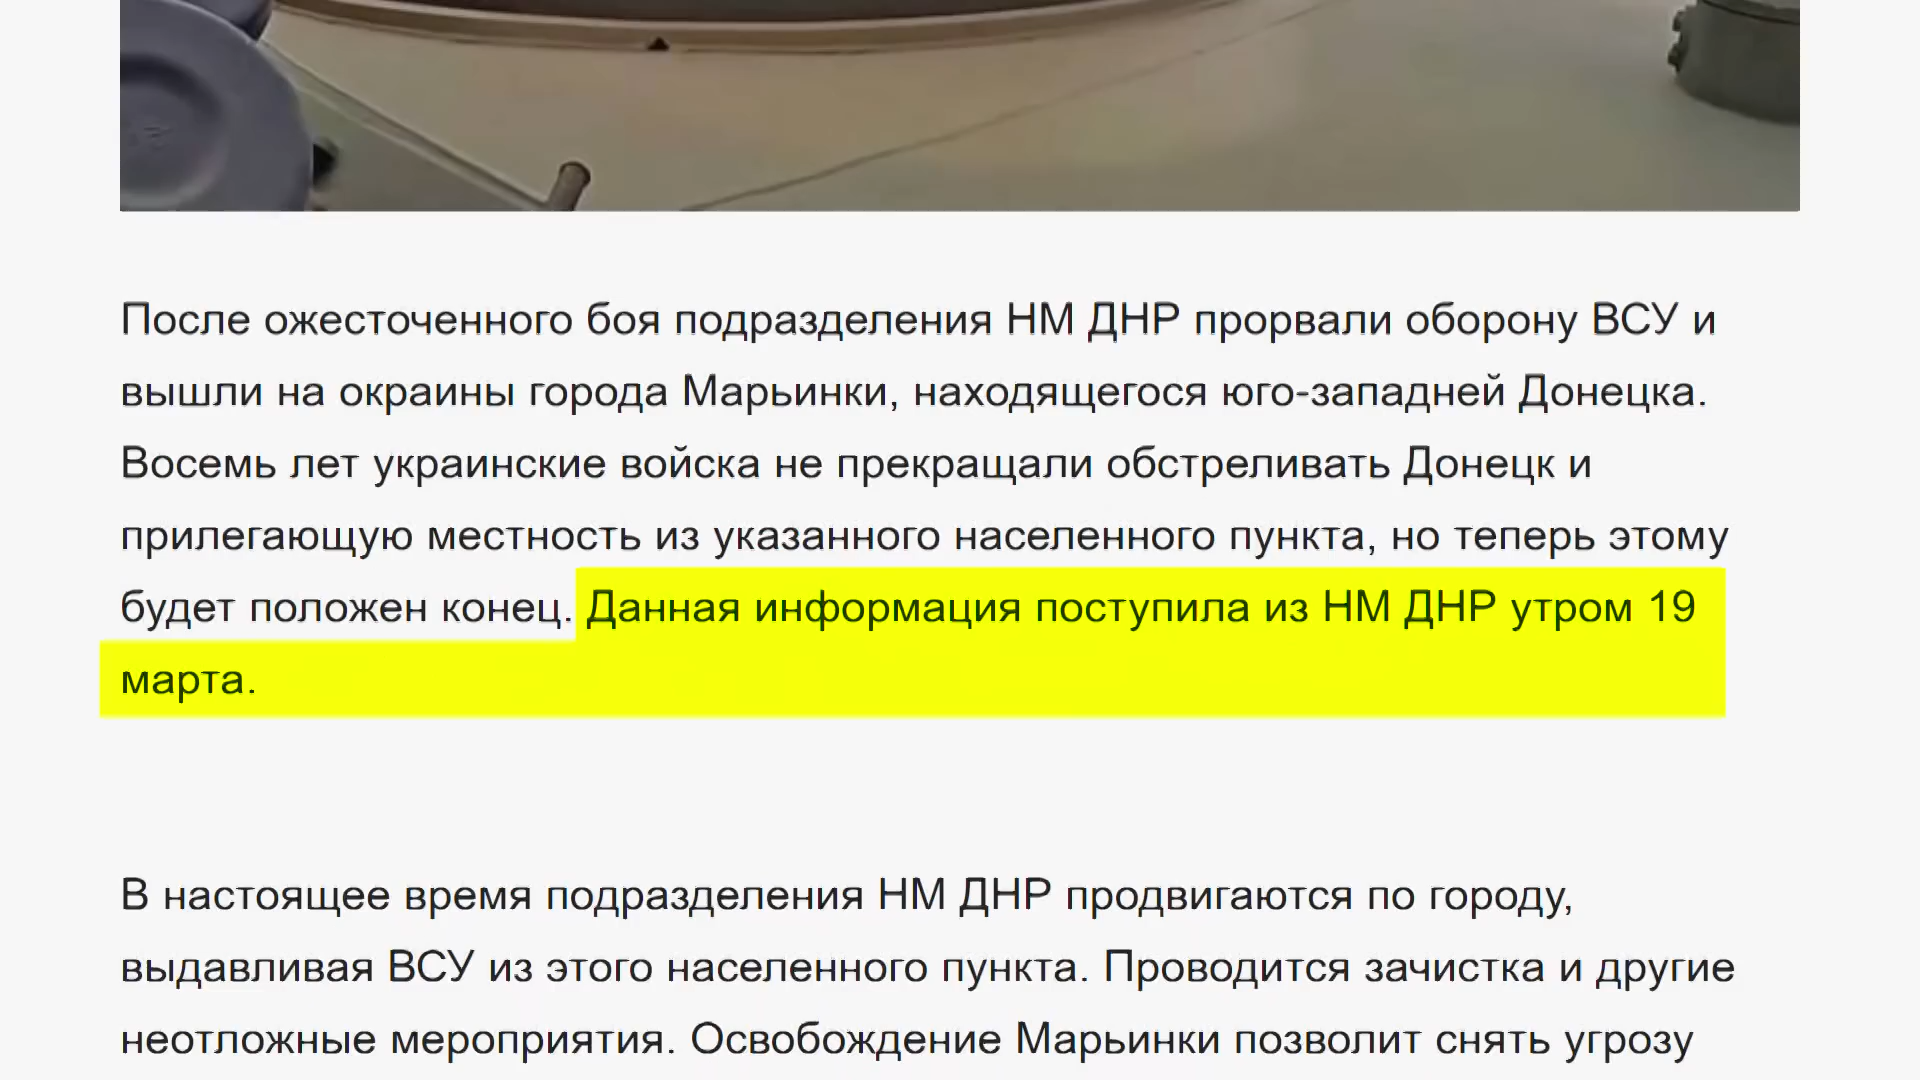 После ожесточенного боя подразделения НМ ДНР прорвали оборону ВСУ и
вышли на окраины города Марьинки, находящегося юго-западней Донецка.
Восемь лет украинские войска не прекращали обстреливать Донецк и
прилегающую местность из указанного населенного пункта, но теперь этому
будет положен конец. Данная информация поступила из НМ ДНР утром 19
марта.
В настоящее время подразделения НМ ДНР продвигаются по городу,
выдавливая ВСУ из этого населенного пункта. Проводится зачистка и другие
неотложные мероприятия. Освобождение Марьинки позволит снять угрозу